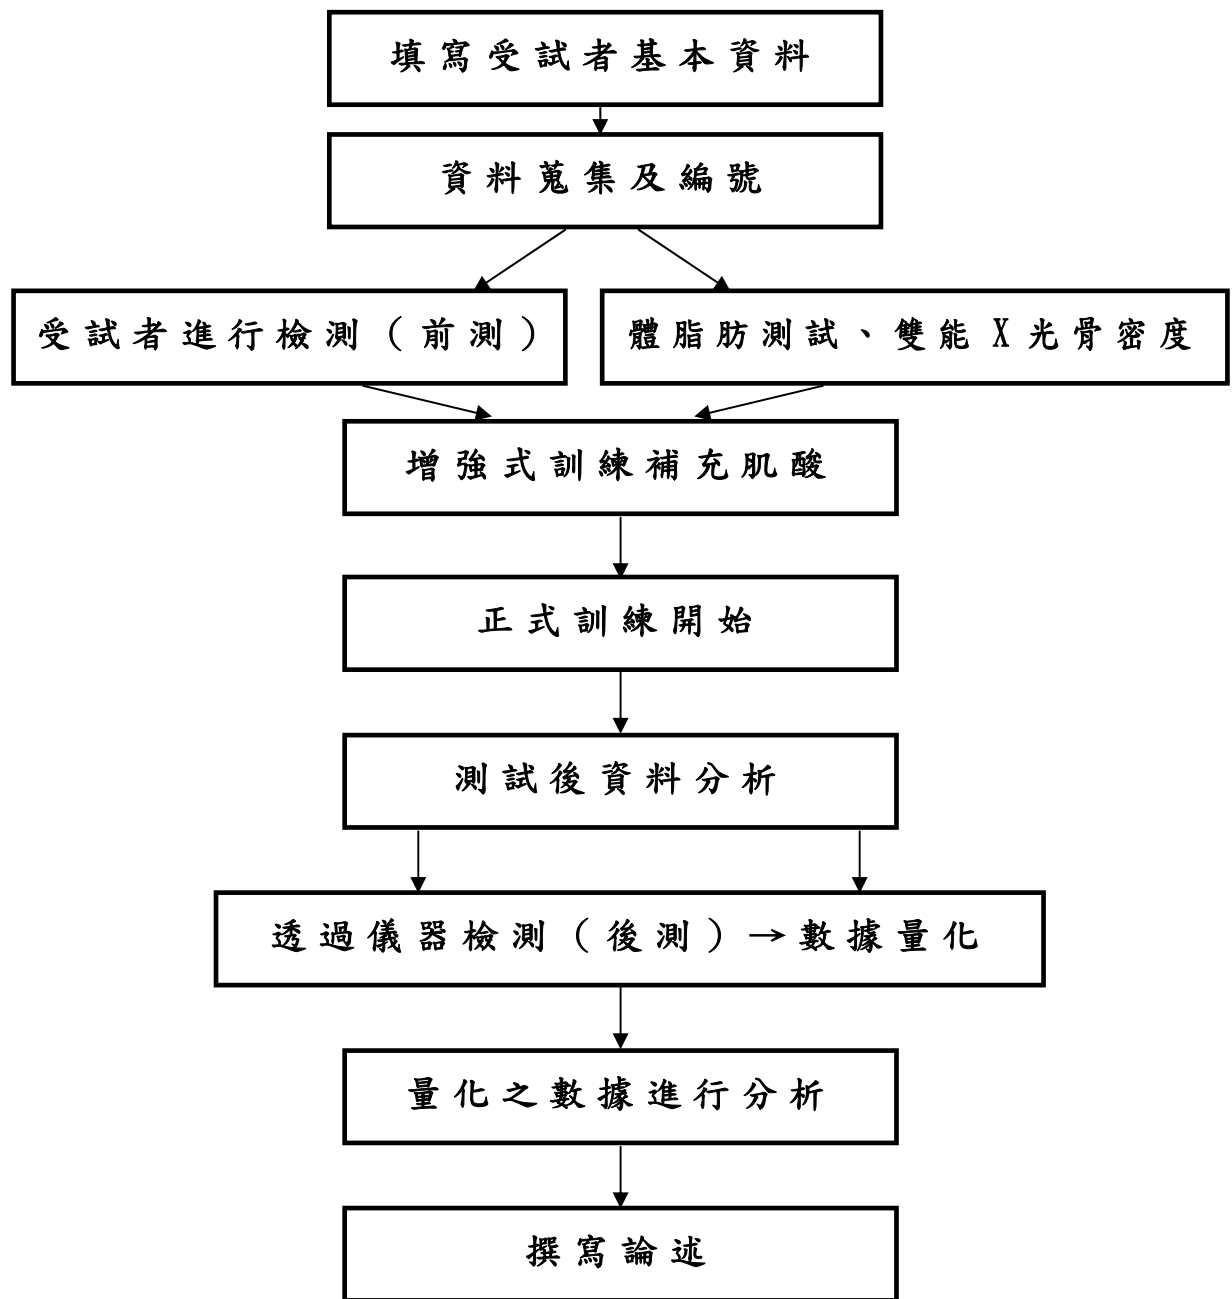 填寫受試者基本資料
資料蒐集及編號
受試者進行檢測（前測）
體脂肪測試、雙能X光骨密度
增強式訓練補充肌酸
正式訓練開始
測試後資料分析
透過儀器檢測（後測）→數據量化
量化之數據進行分析
撰寫論述